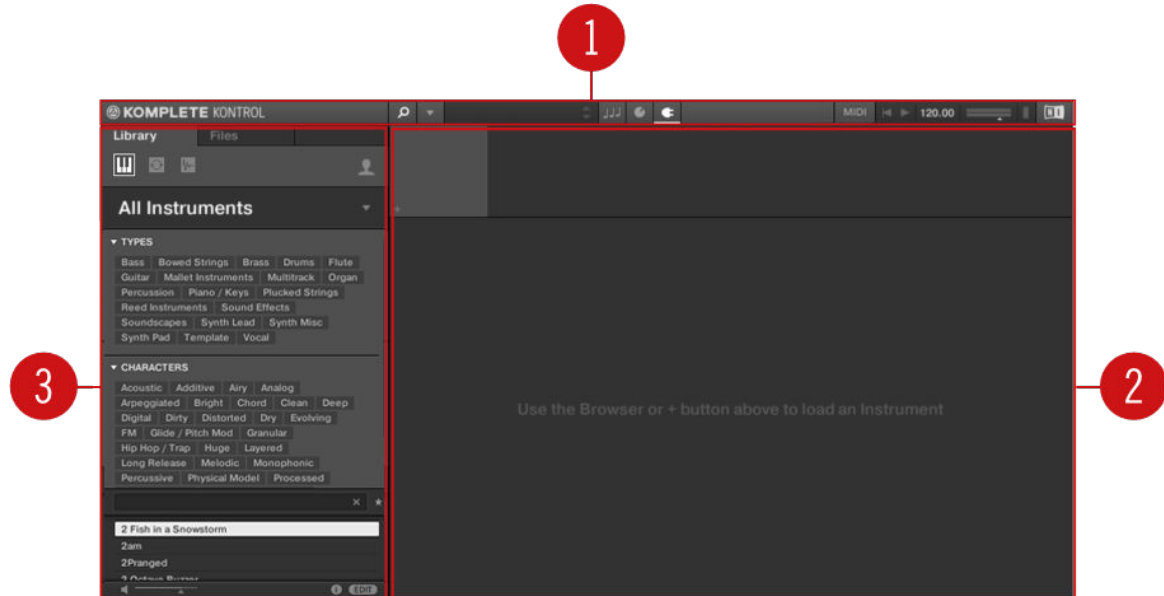 1
KOMPLETE KONTROL
MIDI 120.00
Library Files
All Instruments
TYPES
Bass Bowed Strings Brass Drums Flute
Guitar Mallet Instruments Multitrack Organ
Percussion Piano / Keys Plucked Strings
Reed Instruments Sound Effects
Soundscapes Synth Lead Synth Misc
Synth Pad Template Vocal
CHARACTERS
Acoustic Additive Airy Analog
Arpeggiated Bright Chord Clean Deep
Digital Dirty Distorted Dry Evolving
FM Glide / Pitch Mod Granular
Hip Hop / Trap Huge Layered
Long Release Melodic Monophonic
Percussive Physical Model Processed
2 Fish in a Snowstorm
2am
2Pranged
2 Octave Buzzer
EDIT
3
Use the Browser or + button above to load an Instrument
2